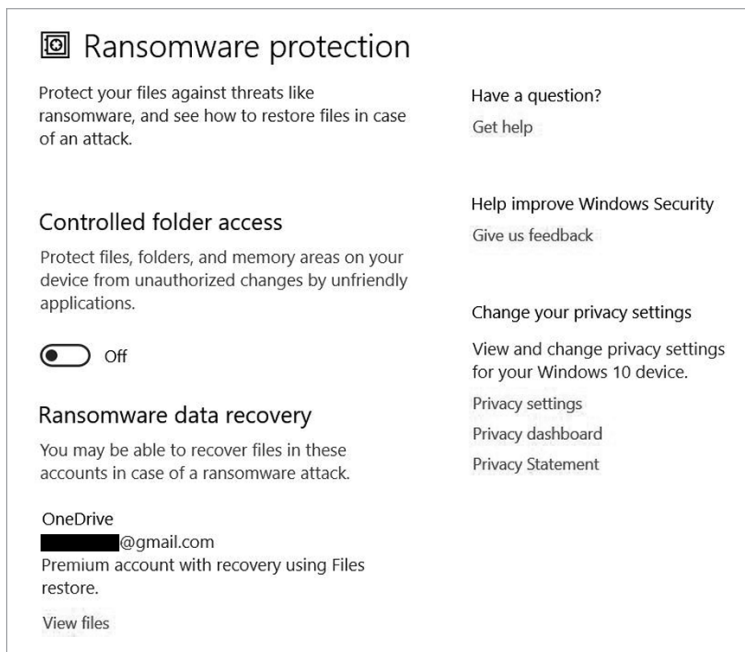 Ransomware protection
Protect your files against threats like
ransomware, and see how to restore files in case
of an attack.
Controlled folder access
Protect files, folders, and memory areas on your
device from unauthorized changes by unfriendly
applications.
Off
Ransomware data recovery
You may be able to recover files in these
accounts in case of a ransomware attack.
OneDrive
@gmail.com
Premium account with recovery using Files
restore.
View files
Have a question?
Get help
Help improve Windows Security
Give us feedback
Change your privacy settings
View and change privacy settings
for your Windows 10 device.
Privacy settings
Privacy dashboard
Privacy Statement